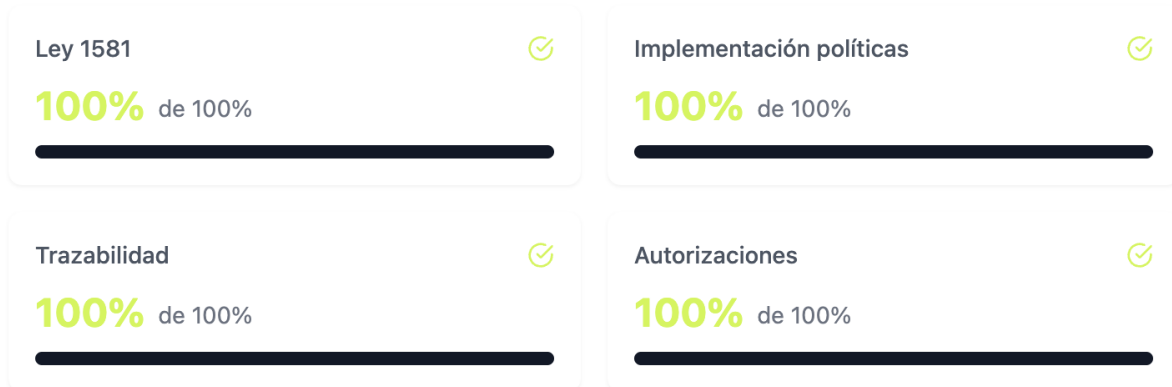 Ley 1581
100% de 100%
Implementación políticas
100% de 100%
Trazabilidad
100% de 100%
Autorizaciones
100% de 100%